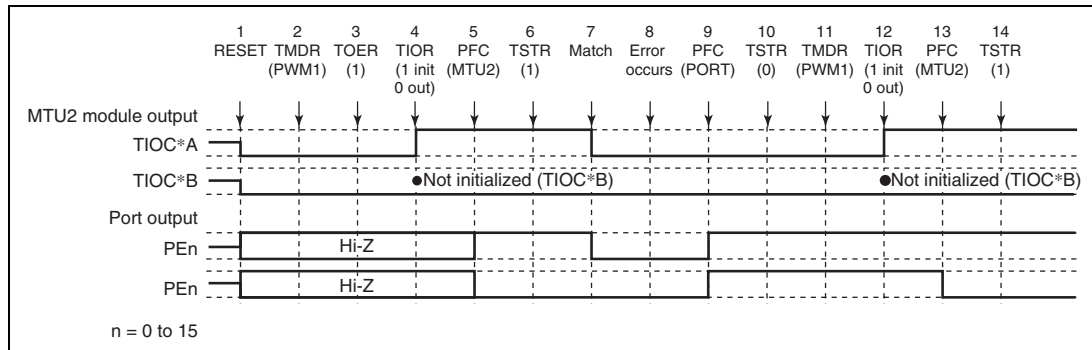 1 2 3 4 5 6 7 8 9 10 11 12 13 14
RESET TMDR TOER TIOR PFC TSTR Match Error PFC TSTR TMDR TIOR PFC TSTR
(PWM1) (1) (1 init (MTU2) (1) occurs (PORT) (0) (PWM1) (1 init (MTU2) (1)
0 out) 0 out)
MTU2 module output
TIOC*A
TIOC*B ●Not initialized (TIOC*B) ●Not initialized (TIOC*B)
Port output
PEn Hi-Z
PEn Hi-Z
n = 0 to 15